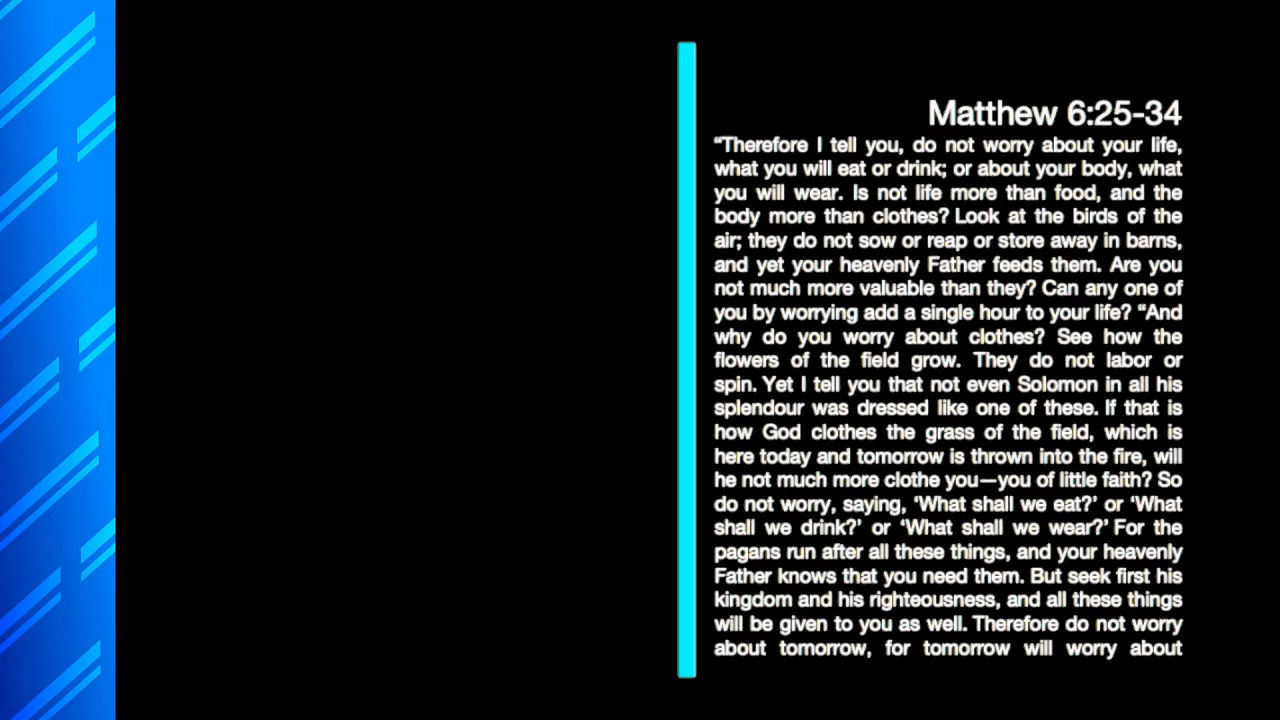 Matthew 6:25-34
“Therefore I tell you, do not worry about your life,
what you will eat or drink; or about your body, what
you will wear. Is not life more than food, and the
body more than clothes? Look at the birds of the
air; they do not sow or reap or store away in barns,
and yet your heavenly Father feeds them. Are you
not much more valuable than they? Can any one of
you by worrying add a single hour to your life? “And
why do you worry about clothes? See how the
flowers of the field grow. They do not labor or
spin. Yet I tell you that not even Solomon in all his
splendour was dressed like one of these. If that is
how God clothes the grass of the field, which is
here today and tomorrow is thrown into the fire, will
he not much more clothe you—you of little faith? So
do not worry, saying, ‘What shall we eat?’ or ‘What
shall we drink?’ or ‘What shall we wear?’ For the
pagans run after all these things, and your heavenly
Father knows that you need them. But seek first his
kingdom and his righteousness, and all these things
will be given to you as well. Therefore do not worry
about tomorrow, for tomorrow will worry about